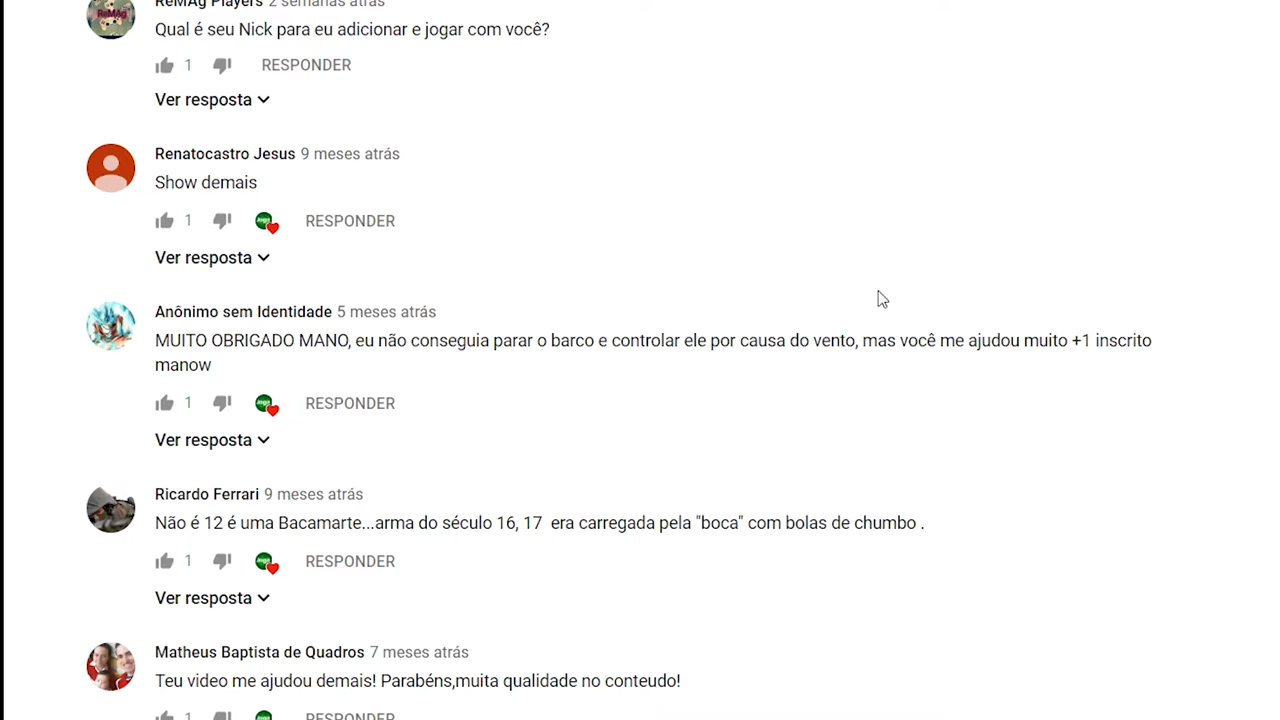 ReMAg Players 2 semanas atrás
Qual é seu Nick para eu adicionar e jogar com você?
1 RESPONDER
Ver resposta
Renatocastro Jesus 9 meses atrás
Show demais
1 RESPONDER
Ver resposta
Anônimo sem Identidade 5 meses atrás
MUITO OBRIGADO MANO, eu não conseguia parar o barco e controlar ele por causa do vento, mas você me ajudou muito +1 inscrito
manow
1 RESPONDER
Ver resposta
Ricardo Ferrari 9 meses atrás
Não é 12 é uma Bacamarte...arma do século 16, 17 era carregada pela "boca" com bolas de chumbo .
1 RESPONDER
Ver resposta
Matheus Baptista de Quadros 7 meses atrás
Teu video me ajudou demais! Parabéns,muita qualidade no conteudo!
1 RESPONDER